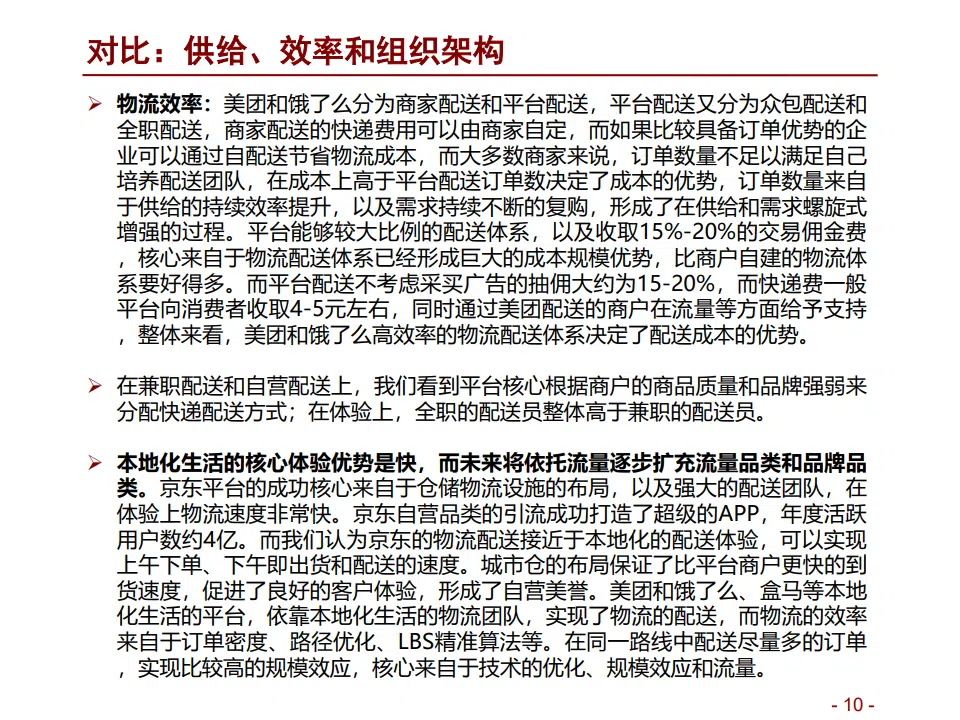 对比：供给、效率和组织架构
➢ 物流效率：美团和饿了么分为商家配送和平台配送，平台配送又分为众包配送和
全职配送，商家配送的快递费用可以由商家自定，而如果比较具备订单优势的企
业可以通过自配送节省物流成本，而大多数商家来说，订单数量不足以满足自己
培养配送团队，在成本上高于平台配送订单数决定了成本的优势，订单数量来自
于供给的持续效率提升，以及需求持续不断的复购，形成了在供给和需求螺旋式
增强的过程。平台能够较大比例的配送体系，以及收取15%-20%的交易佣金费
，核心来自于物流配送体系已经形成巨大的成本规模优势，比商户自建的物流体
系要好得多。而平台配送不考虑采买广告的抽佣大约为15-20%，而快递费一般
平台向消费者收取4-5元左右，同时通过美团配送的商户在流量等方面给予支持
，整体来看，美团和饿了么高效率的物流配送体系决定了配送成本的优势。
➢ 在兼职配送和自营配送上，我们看到平台核心根据商户的商品质量和品牌强弱来
分配快递配送方式；在体验上，全职的配送员整体高于兼职的配送员。
➢ 本地化生活的核心体验优势是快，而未来将依托流量逐步扩充流量品类和品牌品
类。京东平台的成功核心来自于仓储物流设施的布局，以及强大的配送团队，在
体验上物流速度非常快。京东自营品类的引流成功打造了超级的APP，年度活跃
用户数约4亿。而我们认为京东的物流配送接近于本地化的配送体验，可以实现
上午下单、下午即出货和配送的速度。城市仓的布局保证了比平台商户更快的到
货速度，促进了良好的客户体验，形成了自营美誉。美团和饿了么、盒马等本地
化生活的平台，依靠本地化生活的物流团队，实现了物流的配送，而物流的效率
来自于订单密度、路径优化、LBS精准算法等。在同一路线中配送尽量多的订单
，实现比较高的规模效应，核心来自于技术的优化、规模效应和流量。
- 10 -